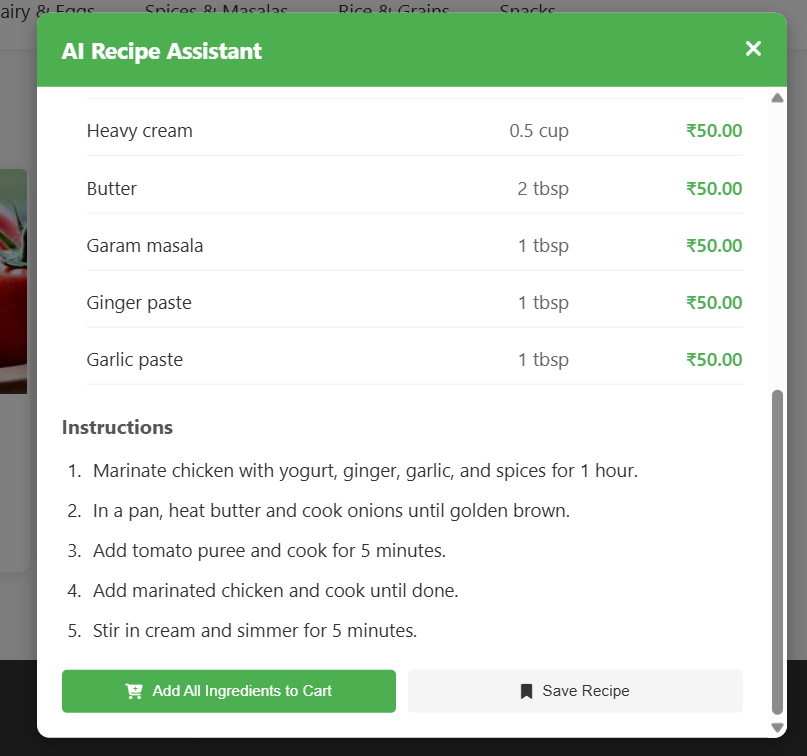 airy & Eggs Spices & Masalas Rice & Grains Snacks
AI Recipe Assistant
Heavy cream 0.5 cup ₹50.00
Butter 2 tbsp ₹50.00
Garam masala 1 tbsp ₹50.00
Ginger paste 1 tbsp ₹50.00
Garlic paste 1 tbsp ₹50.00
Instructions
1. Marinate chicken with yogurt, ginger, garlic, and spices for 1 hour.
2. In a pan, heat butter and cook onions until golden brown.
3. Add tomato puree and cook for 5 minutes.
4. Add marinated chicken and cook until done.
5. Stir in cream and simmer for 5 minutes.
Add All Ingredients to Cart Save Recipe